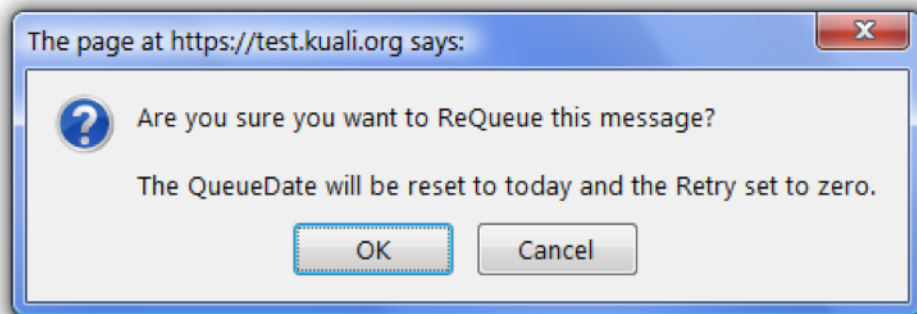 The page at https://test.kuali.org says:
Are you sure you want to ReQueue this message?
The QueueDate will be reset to today and the Retry set to zero.
OK Cancel